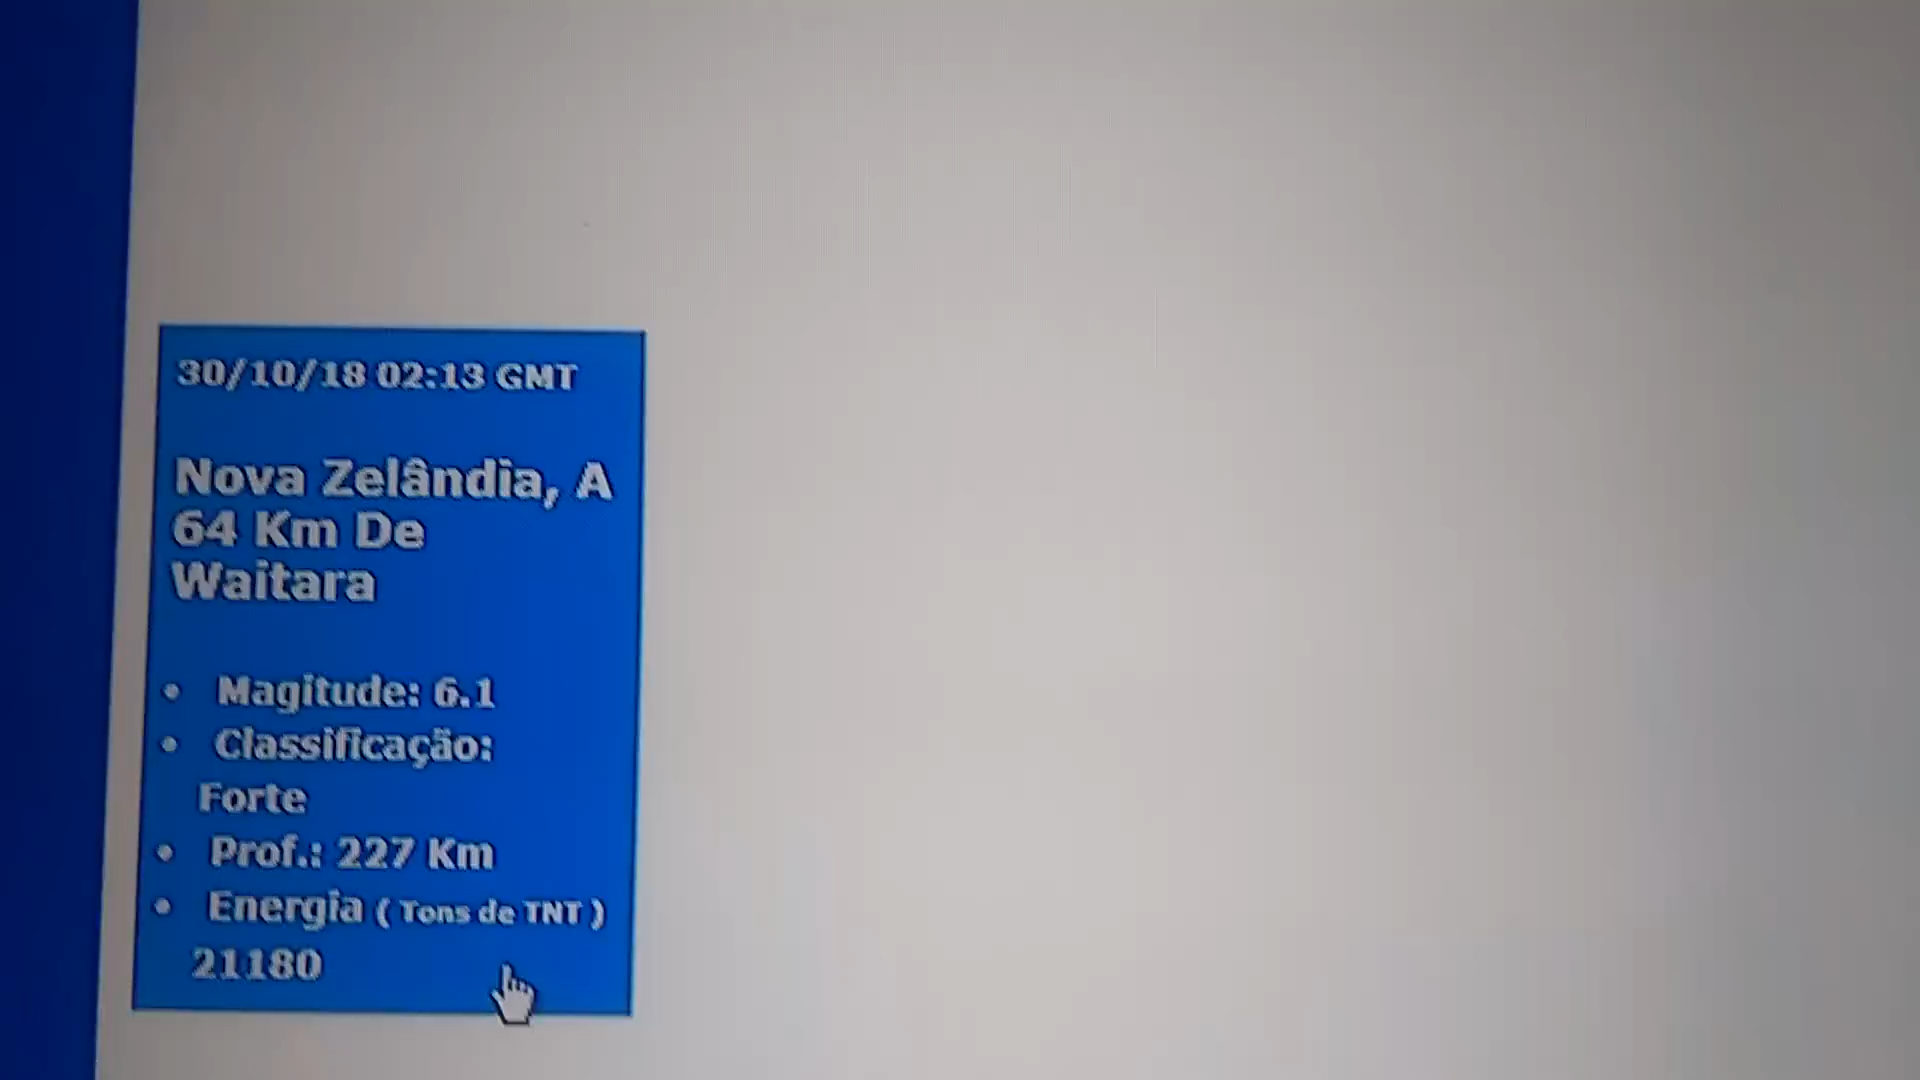 30/10/18 02:13 GMT
Nova Zelândia, A
64 Km De
Waitara
• Magitude: 6.1
• Classificação:
Forte
• Prof.: 227 Km
• Energia ( Tons de TNT )
21180